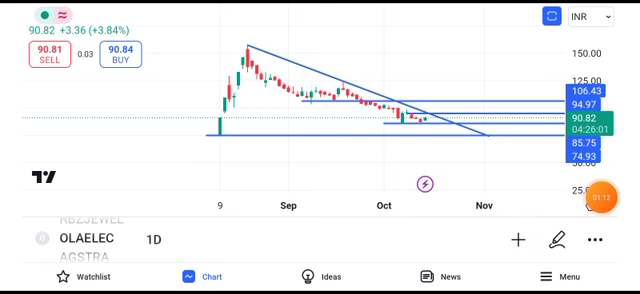 90.82 +3.36 (+3.84%)
INR
90.81
SELL
0.03
90.84
BUY
150.00
125.00
106.43
94.97
90.82
04:26:01
85.75
74.93
01:12
9
Sep
Oct
Nov
RBZJEWEL
OLAELEC
1D
AGSTRA
Watchlist
Chart
Ideas
News
Menu